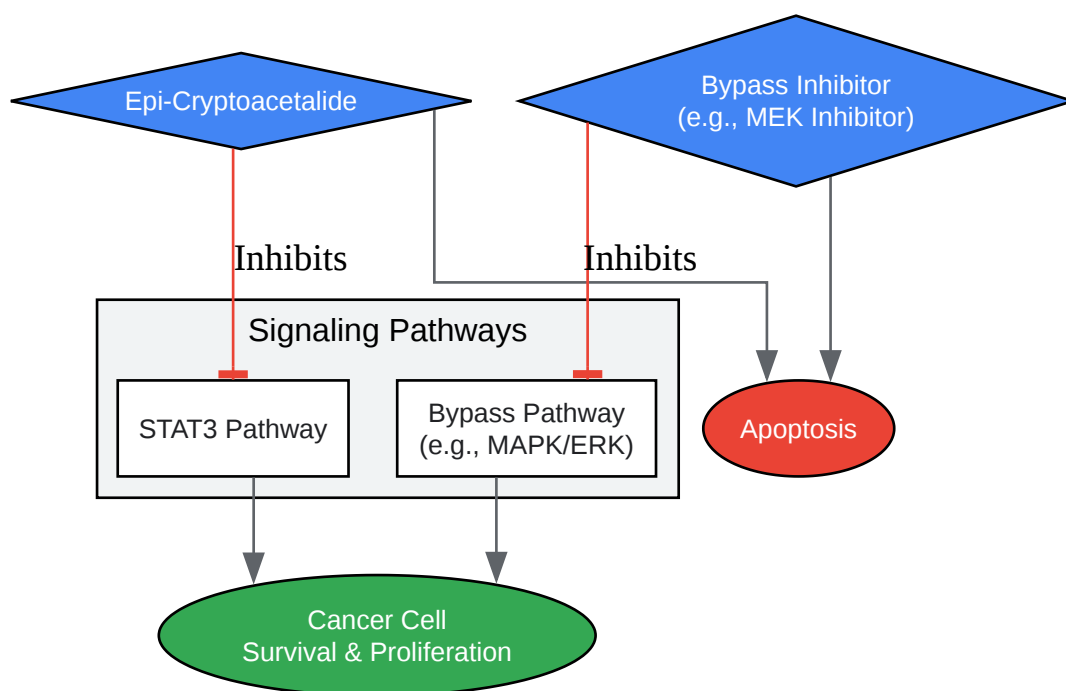 Epi-Cryptoacetalide
Bypass Inhibitor
(e.g., MEK Inhibitor)
Inhibits
Inhibits
Signaling Pathways
STAT3 Pathway
Bypass Pathway
(e.g., MAPK/ERK)
Apoptosis
Cancer Cell
Survival & Proliferation